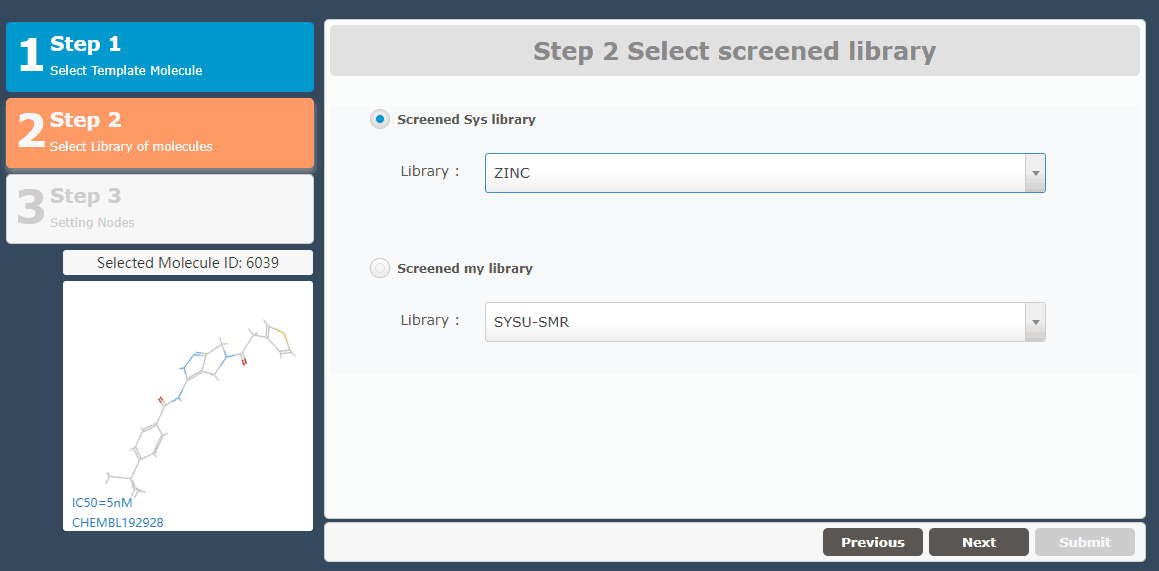 1
Step 1
Select Template Molecule
2
Step 2
Select Library of molecules
3
Step 3
Setting Nodes
Selected Molecule ID: 6039
IC50=5nM
CHEMBL192928
Step 2 Select screened library
Screened Sys library
Library : ZINC
Screened my library
Library : SYSU-SMR
Previous Next Submit